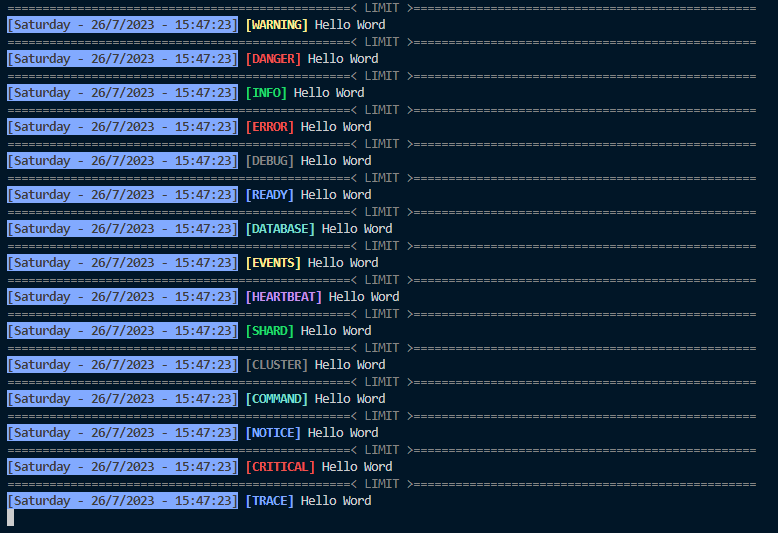 =================================================< LIMIT >=================================================
[Saturday - 26/7/2023 - 15:47:23] [WARNING] Hello Word
=================================================< LIMIT >=================================================
[Saturday - 26/7/2023 - 15:47:23] [DANGER] Hello Word
=================================================< LIMIT >=================================================
[Saturday - 26/7/2023 - 15:47:23] [INFO] Hello Word
=================================================< LIMIT >=================================================
[Saturday - 26/7/2023 - 15:47:23] [ERROR] Hello Word
=================================================< LIMIT >=================================================
[Saturday - 26/7/2023 - 15:47:23] [DEBUG] Hello Word
=================================================< LIMIT >=================================================
[Saturday - 26/7/2023 - 15:47:23] [READY] Hello Word
=================================================< LIMIT >=================================================
[Saturday - 26/7/2023 - 15:47:23] [DATABASE] Hello Word
=================================================< LIMIT >=================================================
[Saturday - 26/7/2023 - 15:47:23] [EVENTS] Hello Word
=================================================< LIMIT >=================================================
[Saturday - 26/7/2023 - 15:47:23] [HEARTBEAT] Hello Word
=================================================< LIMIT >=================================================
[Saturday - 26/7/2023 - 15:47:23] [SHARD] Hello Word
=================================================< LIMIT >=================================================
[Saturday - 26/7/2023 - 15:47:23] [CLUSTER] Hello Word
=================================================< LIMIT >=================================================
[Saturday - 26/7/2023 - 15:47:23] [COMMAND] Hello Word
=================================================< LIMIT >=================================================
[Saturday - 26/7/2023 - 15:47:23] [NOTICE] Hello Word
=================================================< LIMIT >=================================================
[Saturday - 26/7/2023 - 15:47:23] [CRITICAL] Hello Word
=================================================< LIMIT >=================================================
[Saturday - 26/7/2023 - 15:47:23] [TRACE] Hello Word